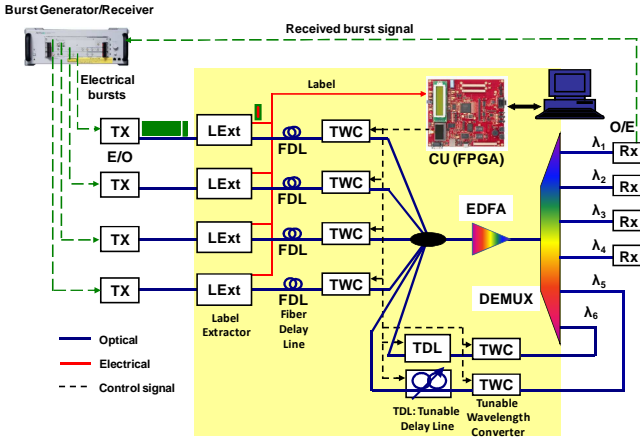 Burst Generator/Receiver
Received burst signal
Electrical
bursts
Label
TX
LExt
FDL
TWC
E/O
CU (FPGA)
O/E
λ1
Rx
TX
LExt
FDL
TWC
λ2
Rx
EDFA
TX
LExt
FDL
TWC
λ3
Rx
λ4
Rx
TX
LExt
FDL
TWC
DEMUX
λ5
λ6
Label
Extractor
Fiber
Delay
Line
Optical
Electrical
Control signal
TDL
TWC
TWC
TDL: Tunable
Delay Line
Tunable
Wavelength
Converter